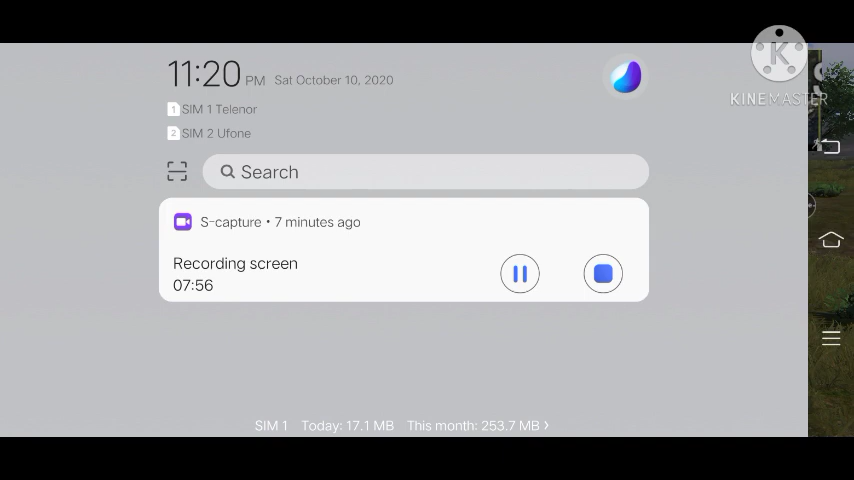 11:20 PM Sat October 10, 2020
KINEMASTER
1 SIM 1 Telenor
2 SIM 2 Ufone
Search
S-capture • 7 minutes ago
Recording screen
07:56
SIM 1 Today: 17.1 MB This month: 253.7 MB ›